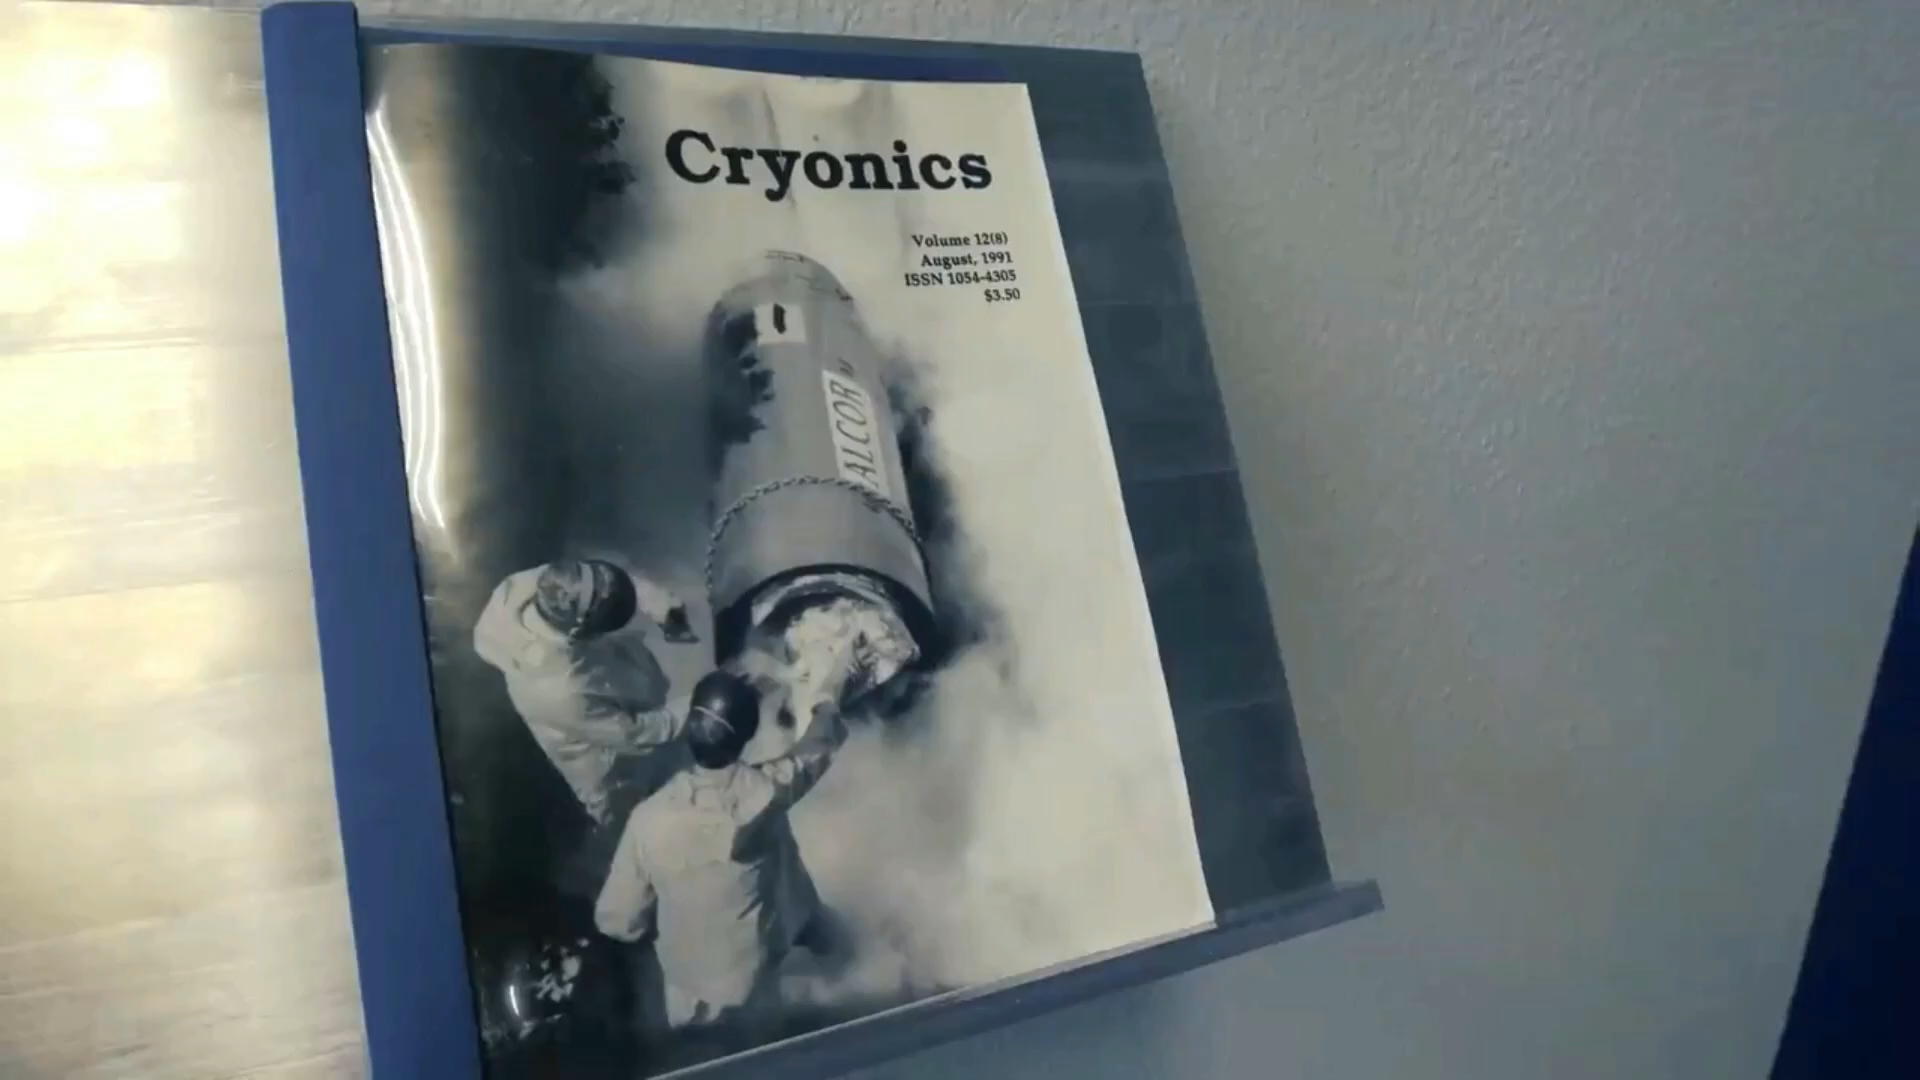 Cryonics
Volume 12(8)
August, 1991
ISSN 1054-4305
$3.50
ALCOR